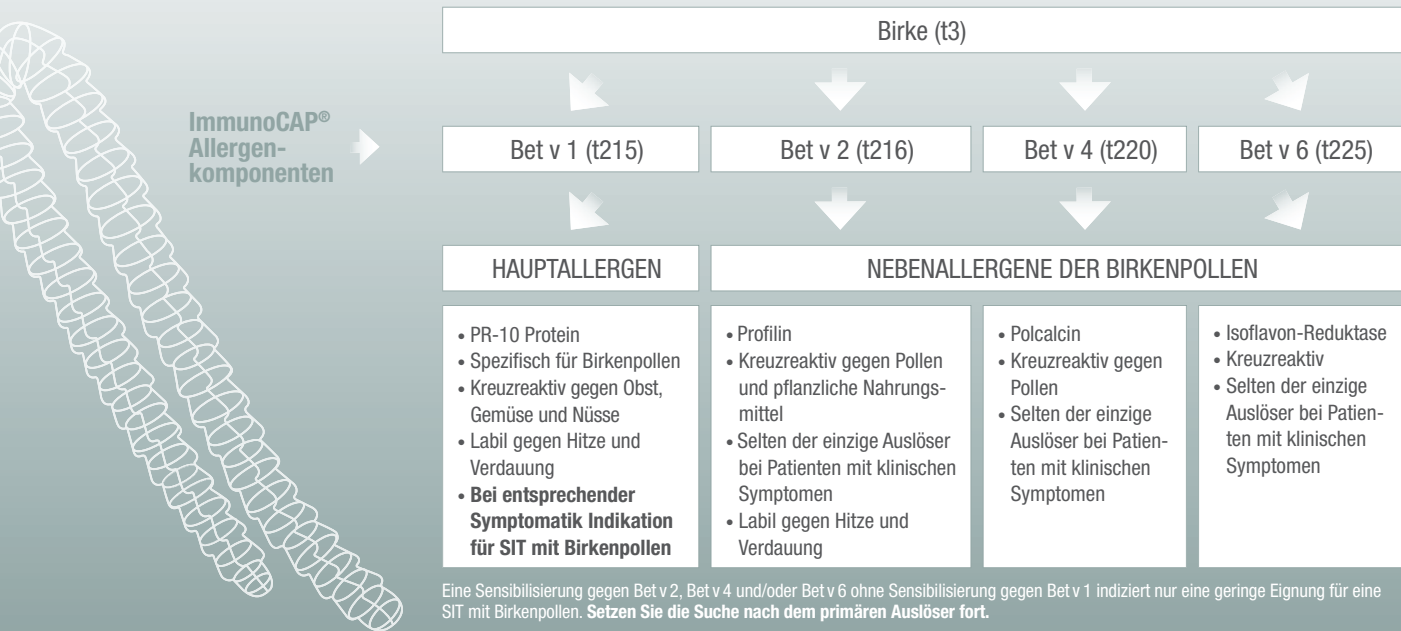 Birke (t3)
ImmunoCAP®
Allergen-
komponenten
Bet v 1 (t215)
Bet v 2 (t216)
Bet v 4 (t220)
Bet v 6 (t225)
HAUPTALLERGEN
NEBENALLERGENE DER BIRKENPOLLEN
• PR-10 Protein
• Spezifisch für Birkenpollen
• Kreuzreaktiv gegen Obst,
Gemüse und Nüsse
• Labil gegen Hitze und
Verdauung
• Bei entsprechender
Symptomatik Indikation
für SIT mit Birkenpollen
• Profilin
• Kreuzreaktiv gegen Pollen
und pflanzliche Nahrungs-
mittel
• Selten der einzige Auslöser
bei Patienten mit klinischen
Symptomen
• Labil gegen Hitze und
Verdauung
• Polcalcin
• Kreuzreaktiv gegen
Pollen
• Selten der einzige
Auslöser bei Patien-
ten mit klinischen
Symptomen
• Isoflavon-Reduktase
• Kreuzreaktiv
• Selten der einzige
Auslöser bei Patien-
ten mit klinischen
Symptomen
Eine Sensibilisierung gegen Bet v 2, Bet v 4 und/oder Bet v 6 ohne Sensibilisierung gegen Bet v 1 indiziert nur eine geringe Eignung für eine
SIT mit Birkenpollen. Setzen Sie die Suche nach dem primären Auslöser fort.